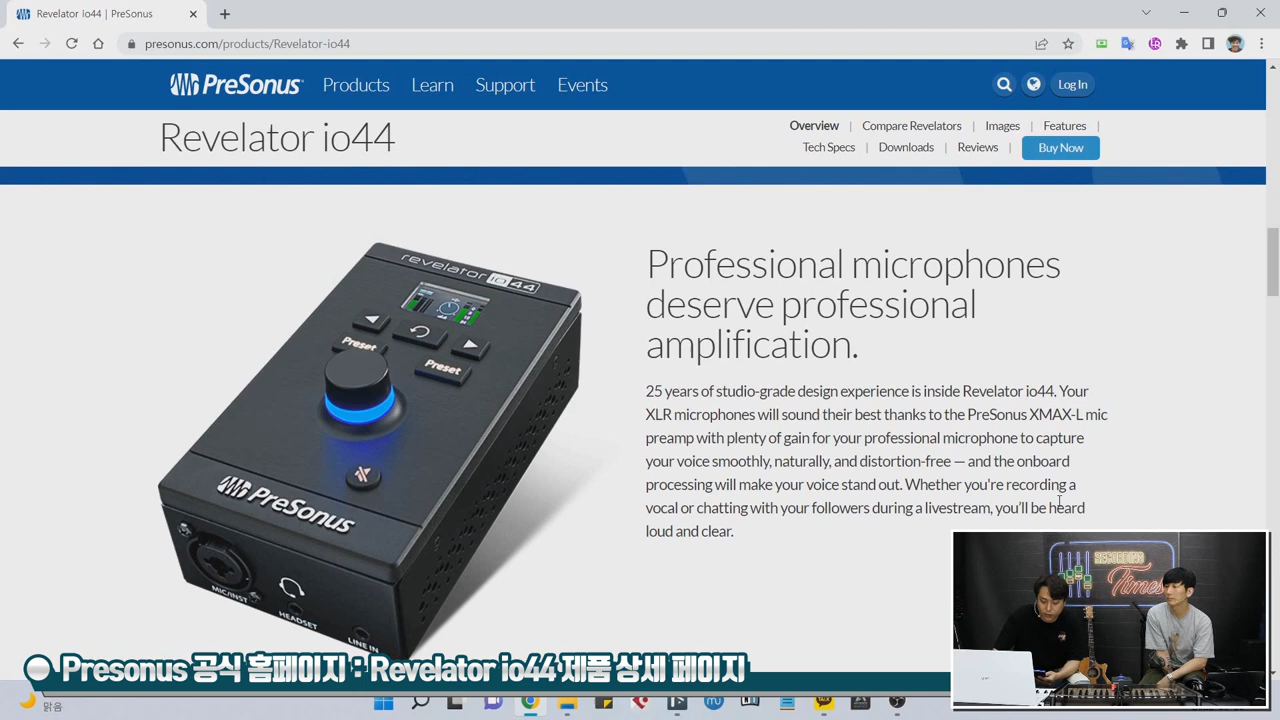 Revelator io44 | PreSonus
presonus.com/products/Revelator-io44
PreSonus
Products
Learn
Support
Events
Log In
Revelator io44
Overview | Compare Revelators | Images | Features |
Tech Specs | Downloads | Reviews | Buy Now
revelator io44
Preset
Preset
PreSonus
MIC/INST
HEADSET
LINE IN
Professional microphones
deserve professional
amplification.
25 years of studio-grade design experience is inside Revelator io44. Your
XLR microphones will sound their best thanks to the PreSonus XMAX-L mic
preamp with plenty of gain for your professional microphone to capture
your voice smoothly, naturally, and distortion-free — and the onboard
processing will make your voice stand out. Whether you're recording a
vocal or chatting with your followers during a livestream, you'll be heard
loud and clear.
RECORDING
Times
Presonus 공식 홈페이지 : Revelator io44 제품 상세 페이지
맑음